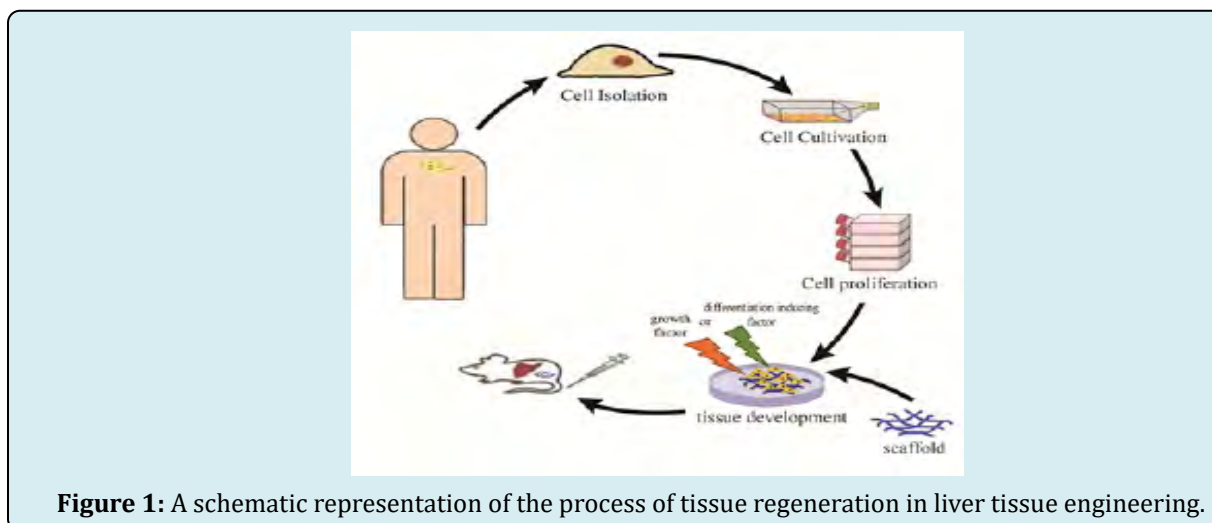 Cell Isolation
Cell Cultivation
Cell proliferation
differentiation inducing
factor
growth
or
factor
tissue development
scaffold
Figure 1: A schematic representation of the process of tissue regeneration in liver tissue engineering.